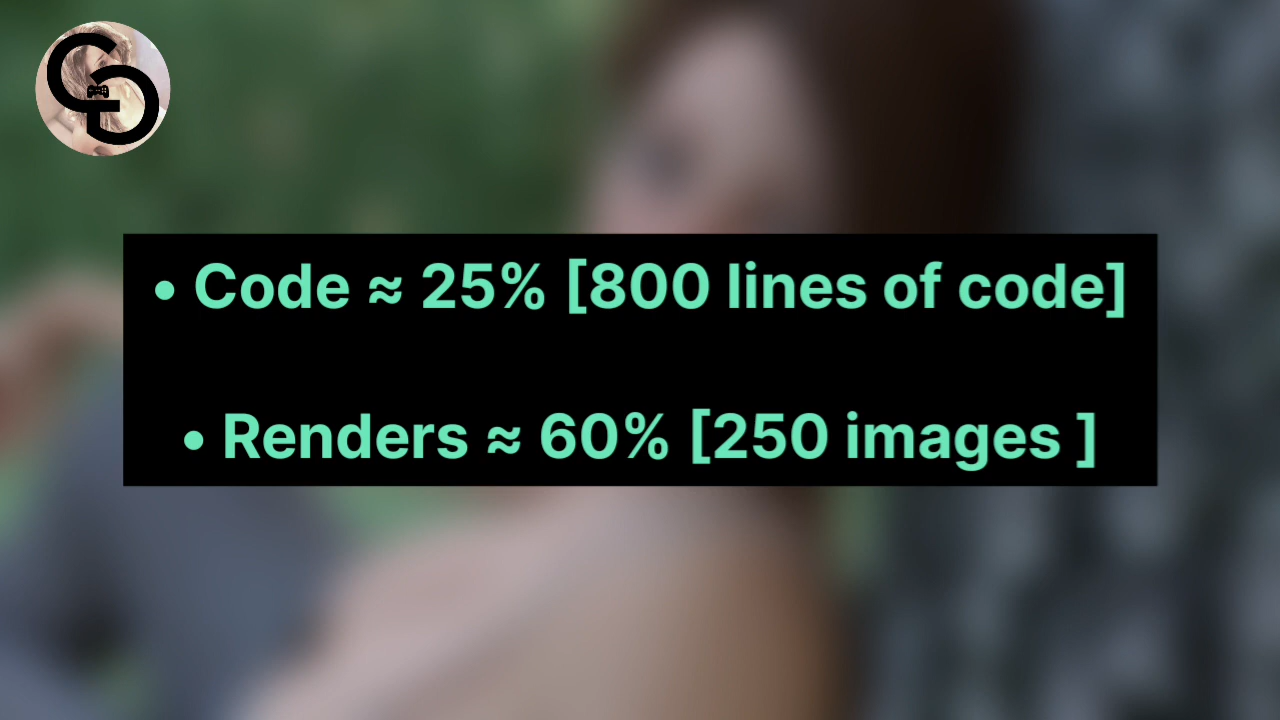 • Code ≈ 25% [800 lines of code]
• Renders ≈ 60% [250 images ]